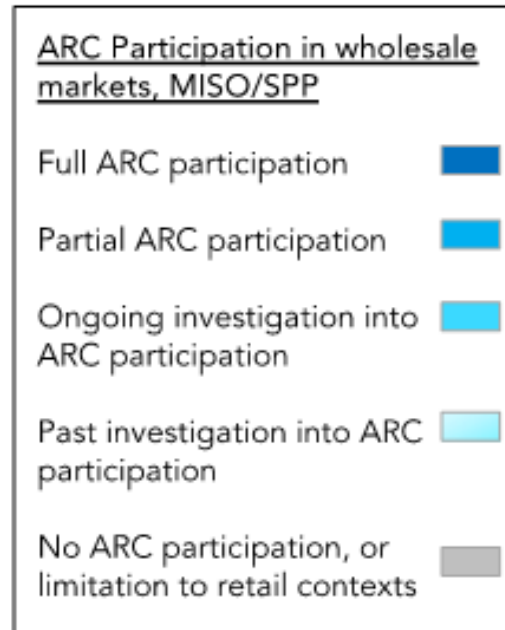 ARC Participation in wholesale
markets, MISO/SPP
Full ARC participation
Partial ARC participation
Ongoing investigation into
ARC participation
Past investigation into ARC
participation
No ARC participation, or
limitation to retail contexts